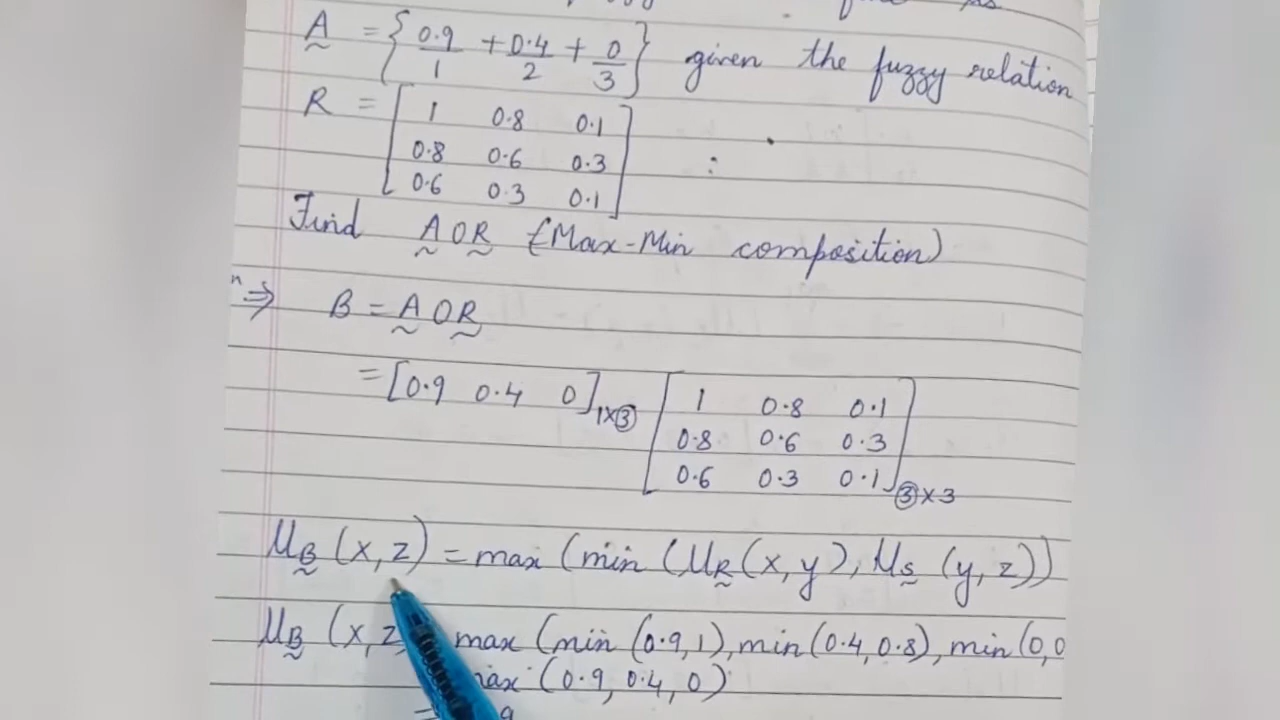 A = { 0.9/1 + 0.4/2 + 0/3 } given the fuzzy relation
R = [ 1 0.8 0.1
0.8 0.6 0.3
0.6 0.3 0.1 ] :
Find A O R (Max-Min composition)
n ⇒ B = A O R
= [0.9 0.4 0]1×3 [ 1 0.8 0.1
0.8 0.6 0.3
0.6 0.3 0.1 ]3×3
μB (x,z) = max (min (μR (x,y), μS (y,z))
μB (x,z max (min (0.9,1), min(0.4,0.8), min(0,0
max (0.9, 0.4, 0)
= 9